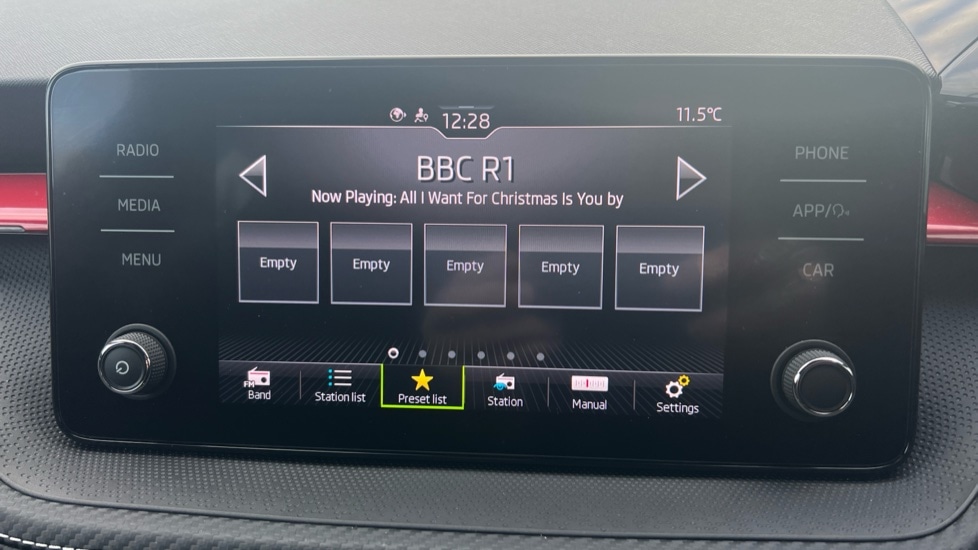 12:28
11.5°C
RADIO
MEDIA
MENU
BBC R1
Now Playing: All I Want For Christmas Is You by
Empty
Empty
Empty
Empty
Empty
FM
Band
Station list
Preset list
Station
Manual
Settings
PHONE
APP/
CAR